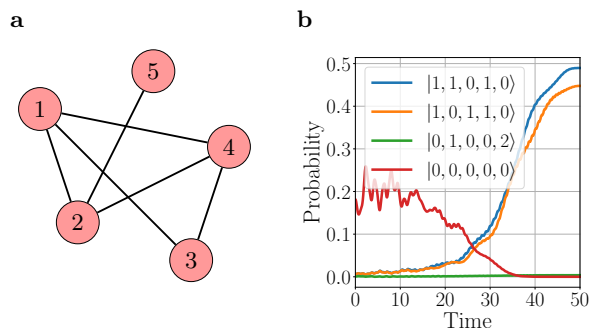 a
5
1
4
2
3
b
0.5
0.4
0.3
0.2
0.1
0.0
Probability
|1, 1, 0, 1, 0⟩
|1, 0, 1, 1, 0⟩
|0, 1, 0, 0, 2⟩
|0, 0, 0, 0, 0⟩
0 10 20 30 40 50
Time